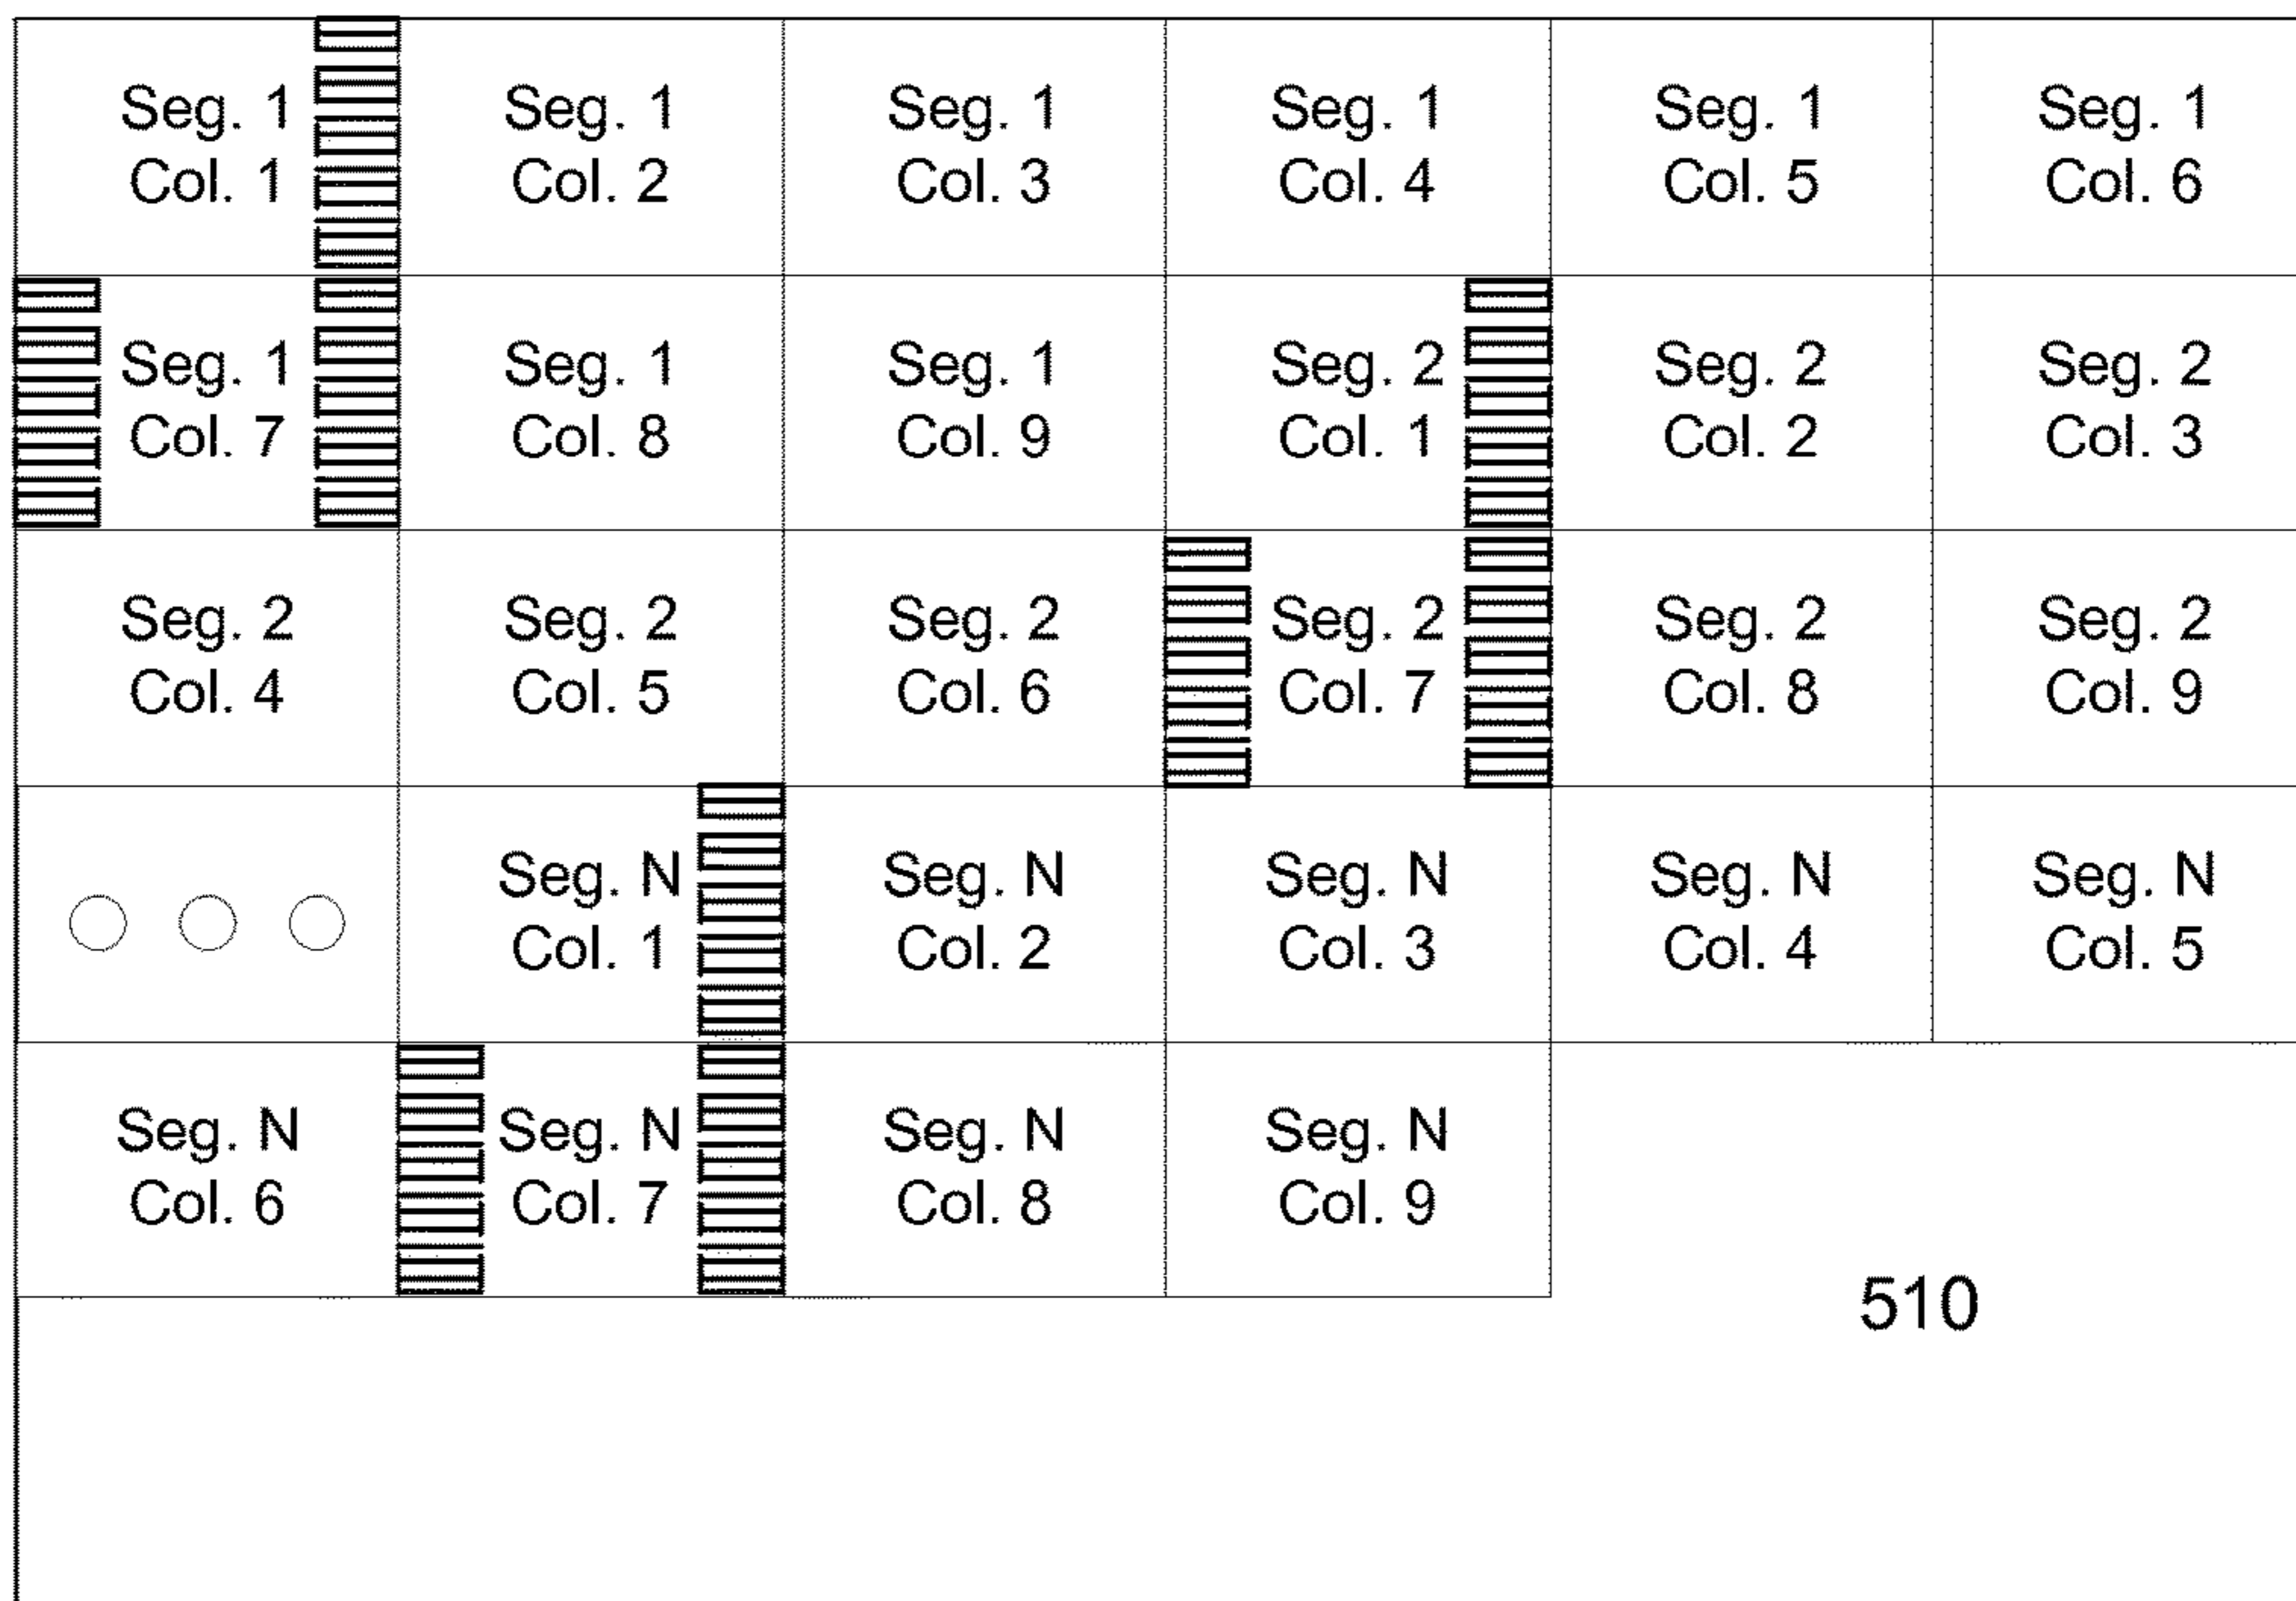 Seg. 1 Seg. 1 Seg. 1 Seg. 1 Seg. 1 Seg. 1
Col. 1 Col. 2 Col. 3 Col. 4 Col. 5 Col. 6
Seg. 1 Seg. 1 Seg. 1 Seg. 2 Seg. 2 Seg. 2
Col. 7 Col. 8 Col. 9 Col. 1 Col. 2 Col. 3
Seg. 2 Seg. 2 Seg. 2 Seg. 2 Seg. 2 Seg. 2
Col. 4 Col. 5 Col. 6 Col. 7 Col. 8 Col. 9
Seg. N Seg. N Seg. N Seg. N Seg. N
Col. 1 Col. 2 Col. 3 Col. 4 Col. 5
Seg. N Seg. N Seg. N Seg. N
Col. 6 Col. 7 Col. 8 Col. 9
510